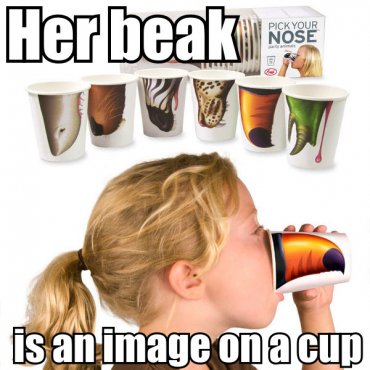 Her beak
PICK YOUR
NOSE
party animals
is an image on a cup